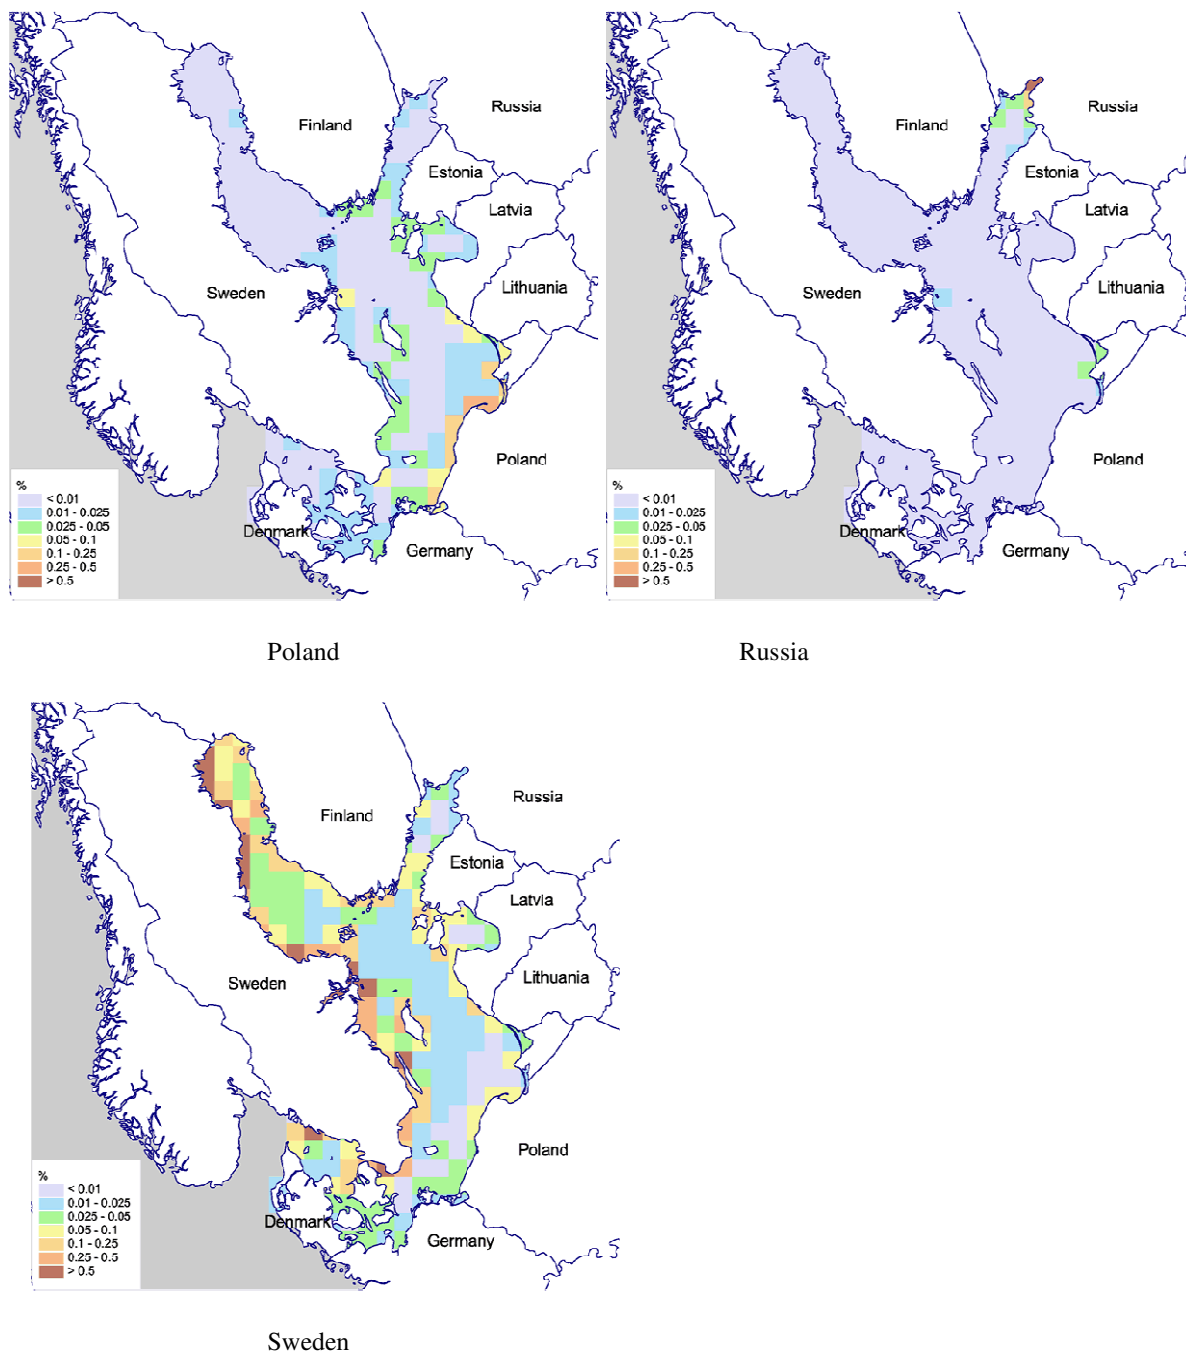 Russia
Finland
Estonia
Latvia
Sweden
Lithuania
Poland
Denmark
Germany
%
< 0.01
0.01 - 0.025
0.025 - 0.05
0.05 - 0.1
0.1 - 0.25
0.25 - 0.5
> 0.5
Russia
Finland
Estonia
Latvia
Sweden
Lithuania
Poland
Denmark
Germany
%
< 0.01
0.01 - 0.025
0.025 - 0.05
0.05 - 0.1
0.1 - 0.25
0.25 - 0.5
> 0.5
Poland
Russia
Russia
Finland
Estonia
Latvia
Sweden
Lithuania
Poland
Denmark
Germany
%
< 0.01
0.01 - 0.025
0.025 - 0.05
0.05 - 0.1
0.1 - 0.25
0.25 - 0.5
> 0.5
Sweden